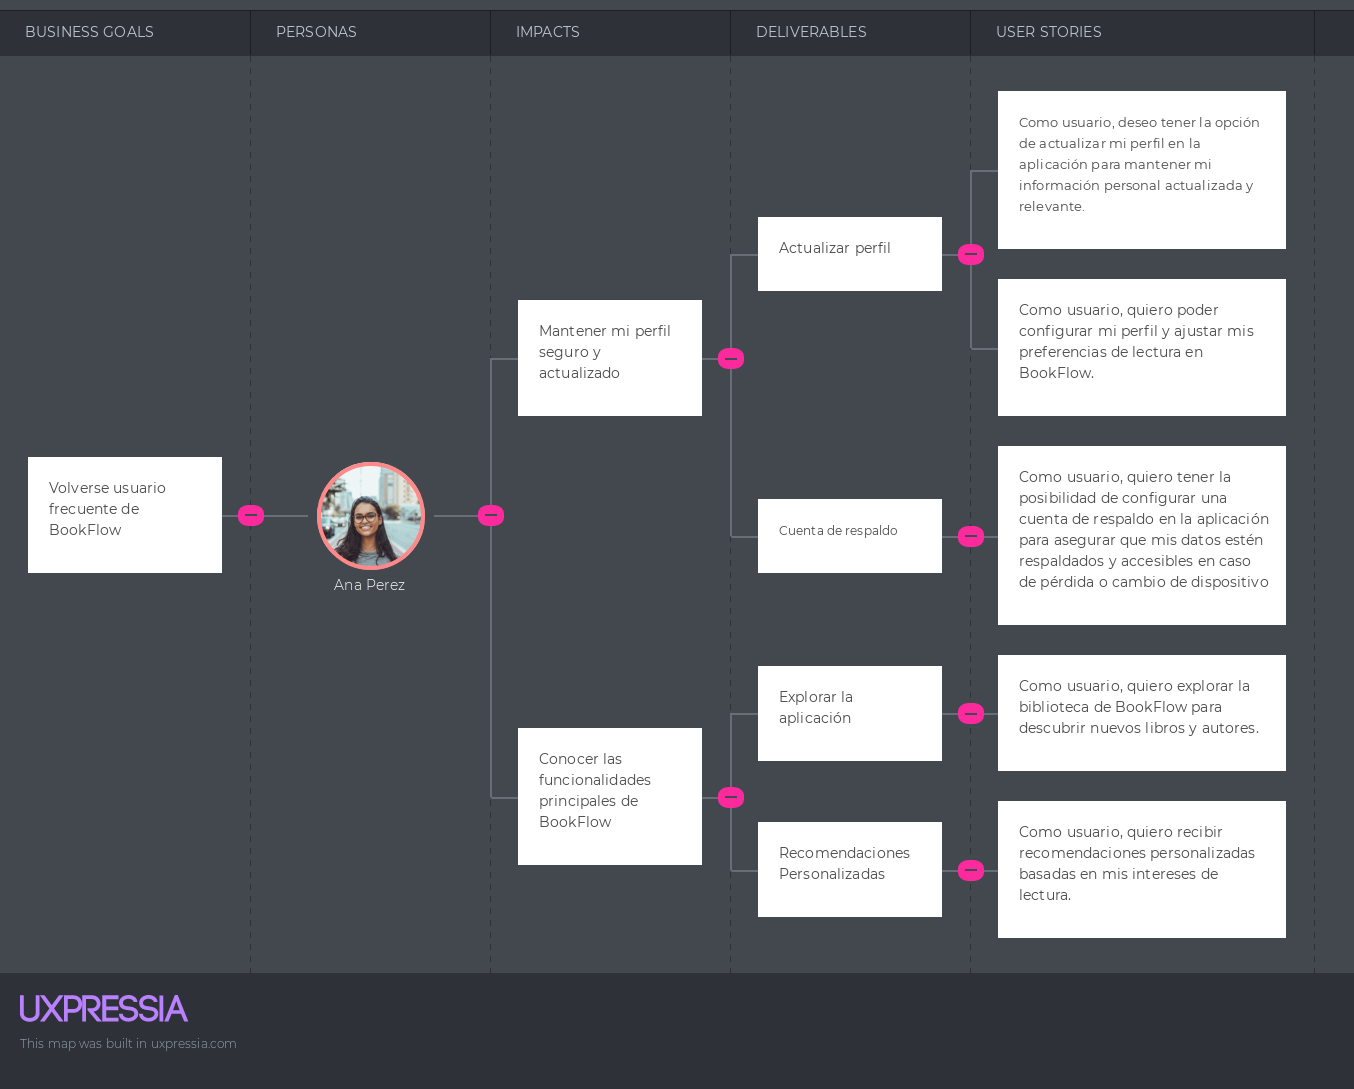 BUSINESS GOALS
PERSONAS
IMPACTS
DELIVERABLES
USER STORIES
Volverse usuario
frecuente de
BookFlow
Ana Perez
Mantener mi perfil
seguro y
actualizado
Conocer las
funcionalidades
principales de
BookFlow
Actualizar perfil
Cuenta de respaldo
Explorar la
aplicación
Recomendaciones
Personalizadas
Como usuario, deseo tener la opción
de actualizar mi perfil en la
aplicación para mantener mi
información personal actualizada y
relevante.
Como usuario, quiero poder
configurar mi perfil y ajustar mis
preferencias de lectura en
BookFlow.
Como usuario, quiero tener la
posibilidad de configurar una
cuenta de respaldo en la aplicación
para asegurar que mis datos estén
respaldados y accesibles en caso
de pérdida o cambio de dispositivo
Como usuario, quiero explorar la
biblioteca de BookFlow para
descubrir nuevos libros y autores.
Como usuario, quiero recibir
recomendaciones personalizadas
basadas en mis intereses de
lectura.
UXPRESSIA
This map was built in uxpressia.com